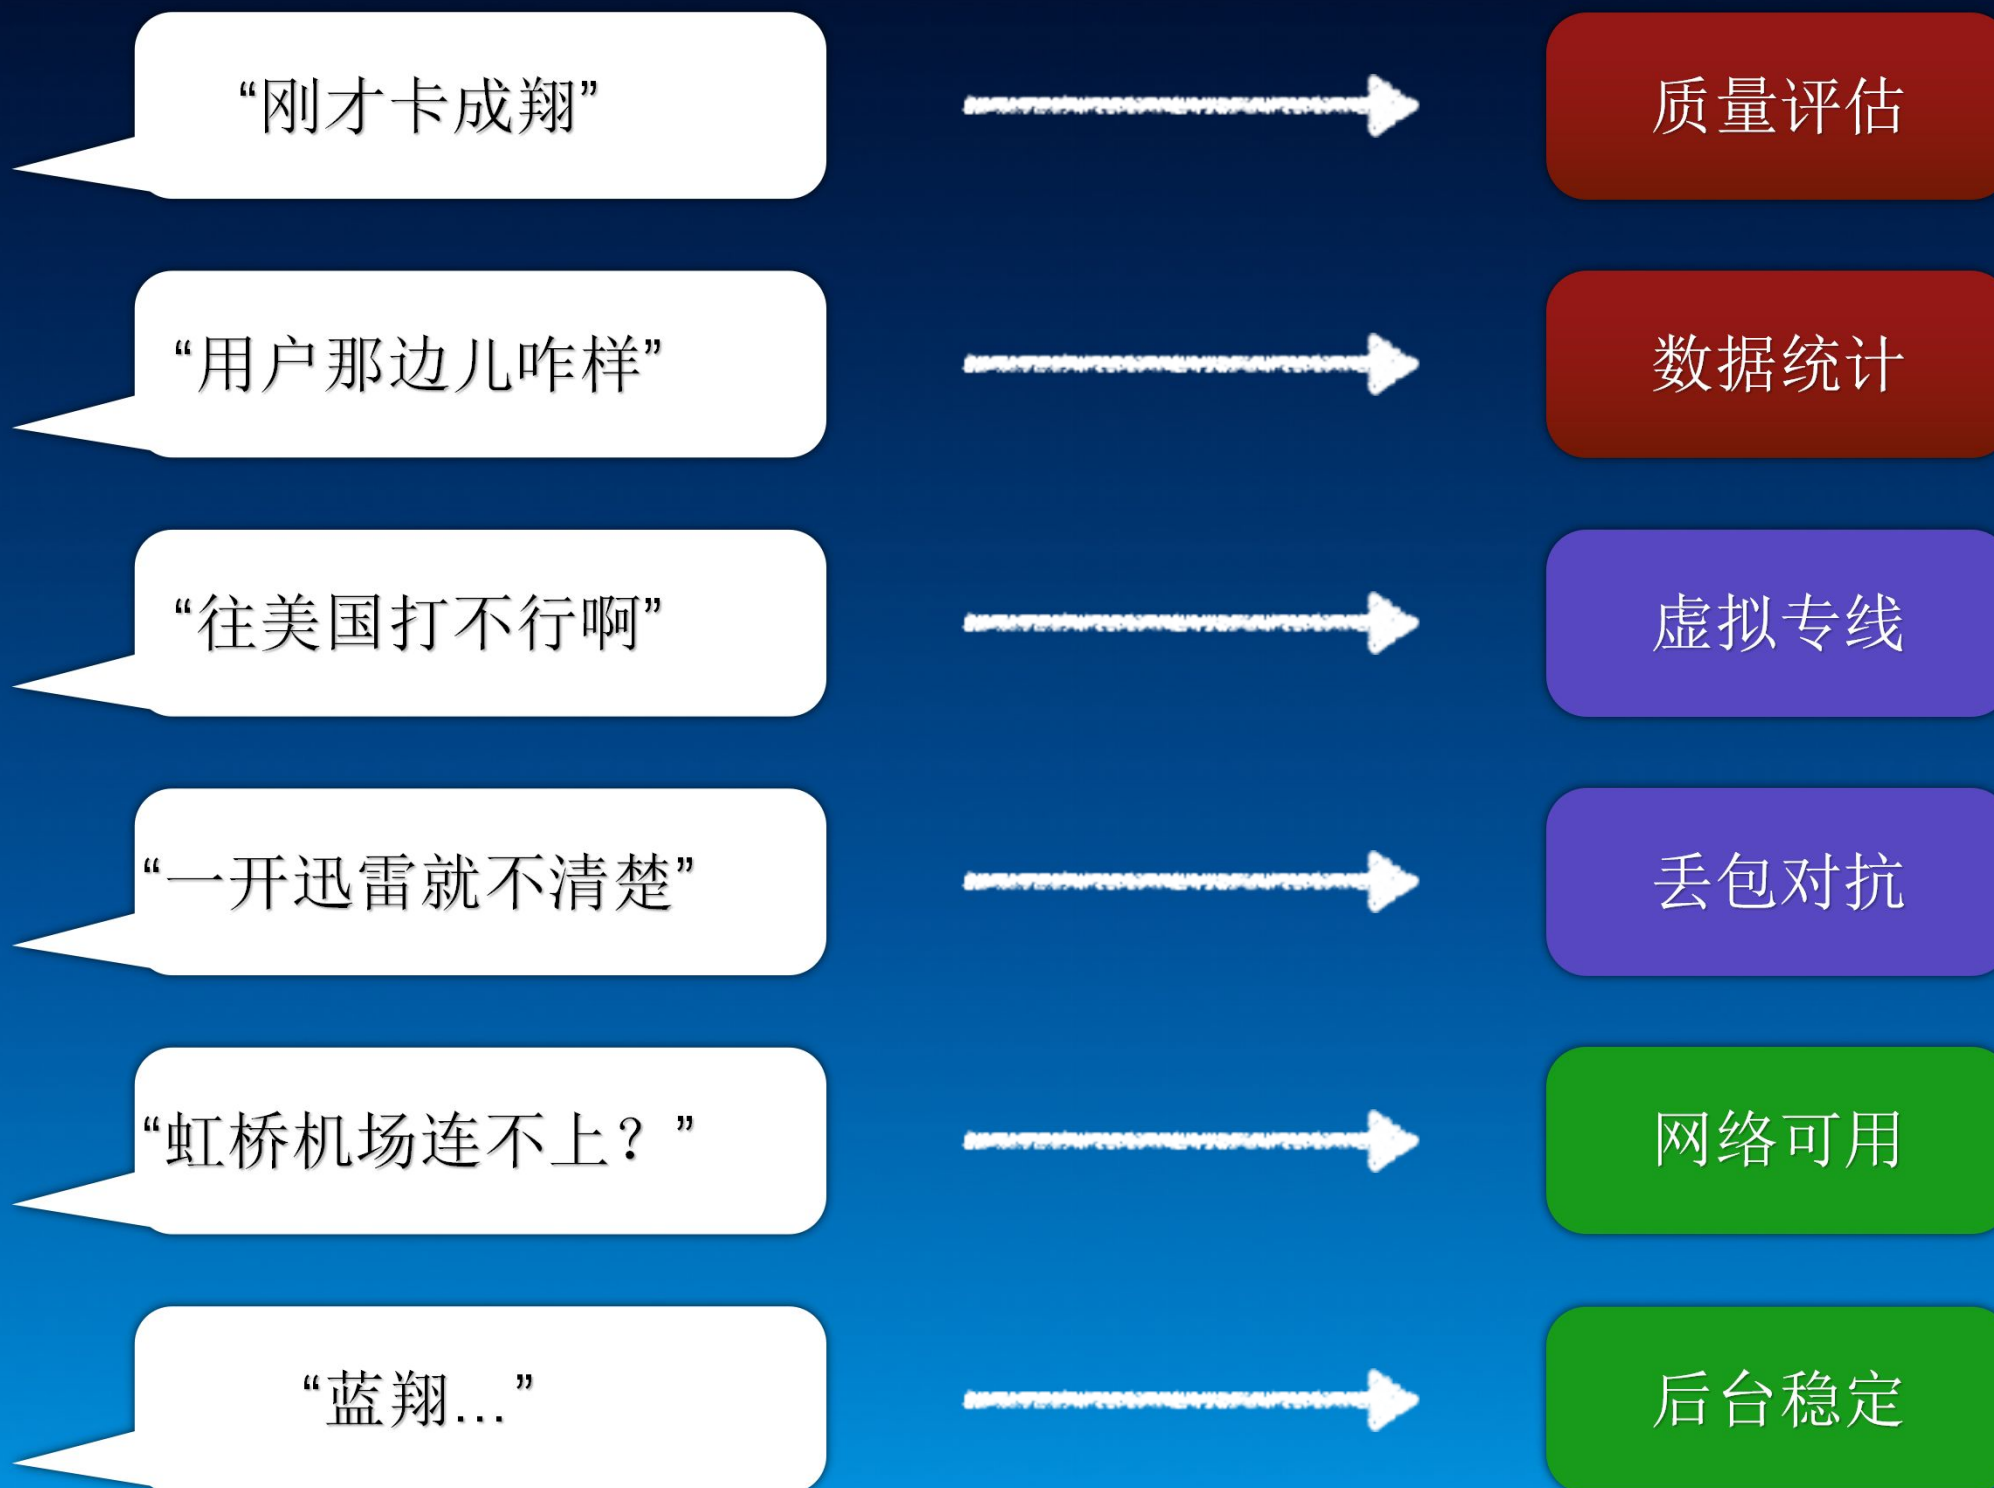 “刚才卡成翔”
质量评估
“用户那边儿咋样”
数据统计
“往美国打不行啊”
虚拟专线
“一开迅雷就不清楚”
丢包对抗
“虹桥机场连不上？”
网络可用
“蓝翔...”
后台稳定